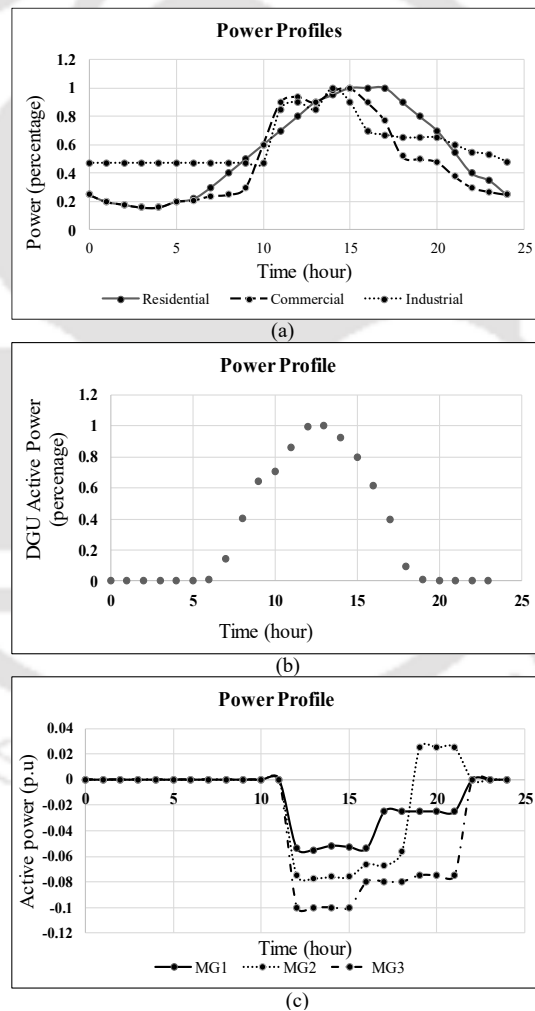 Power Profiles
Power (percentage)
1.2
1
0.8
0.6
0.4
0.2
0
0 5 10 15 20 25
Time (hour)
Residential Commercial Industrial
(a)
Power Profile
DGU Active Power
(percenage)
1.2
1
0.8
0.6
0.4
0.2
0
0 5 10 15 20 25
Time (hour)
(b)
Power Profile
Active power (p.u)
0.04
0.02
0
-0.02
-0.04
-0.06
-0.08
-0.1
-0.12
0 5 10 15 20 25
Time (hour)
MG1 MG2 MG3
(c)